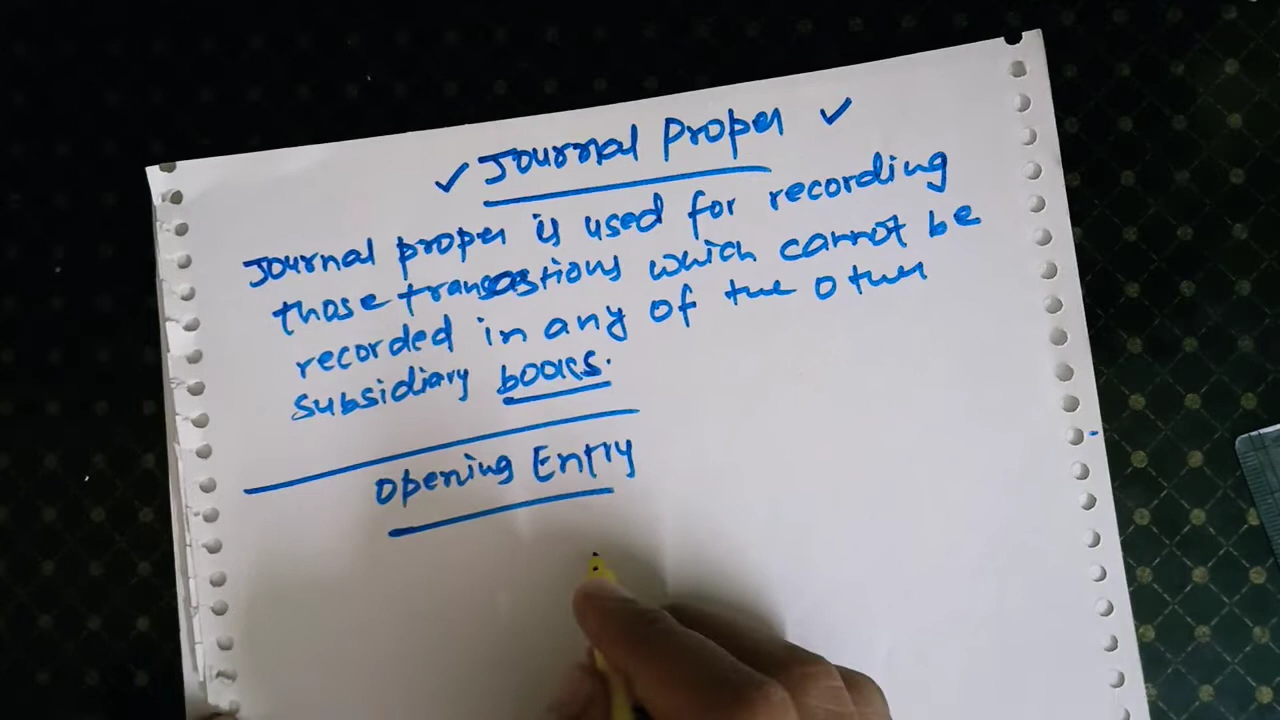 ✓ Journal Proper ✓
Journal proper is used for recording
those transactions which cannot be
recorded in any of the other
subsidiary books.
Opening Entry